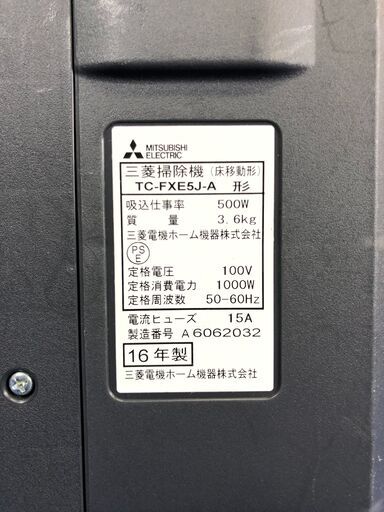 MITSUBISHI
ELECTRIC
三菱掃除機(床移動形)
TC-FXE5J-A 形
吸込仕事率 500W
質量 3.6kg
三菱電機ホーム機器株式会社
PS
E
定格電圧 100V
定格消費電力 1000W
定格周波数 50-60Hz
電流ヒューズ 15A
製造番号 A6062032
16年製
三菱電機ホーム機器株式会社